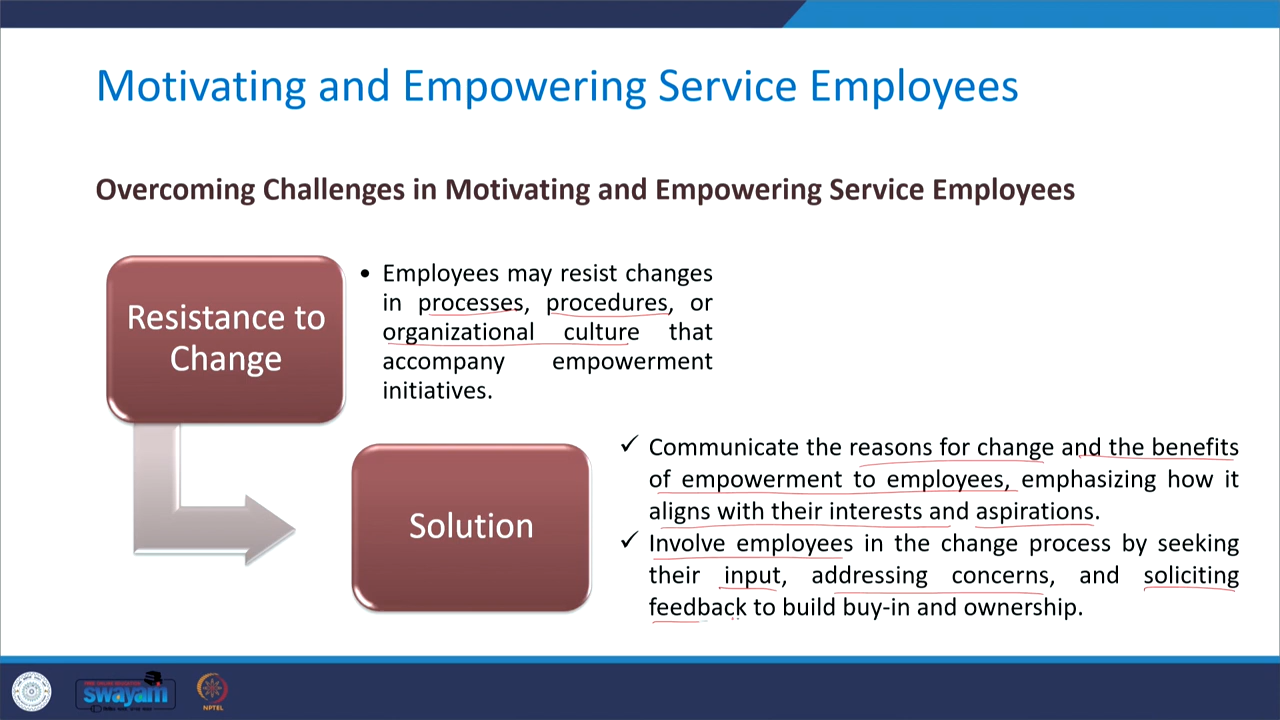 Motivating and Empowering Service Employees
Overcoming Challenges in Motivating and Empowering Service Employees
Resistance to
Change
• Employees may resist changes
in processes, procedures, or
organizational culture that
accompany empowerment
initiatives.
Solution
✓ Communicate the reasons for change and the benefits
of empowerment to employees, emphasizing how it
aligns with their interests and aspirations.
✓ Involve employees in the change process by seeking
their input, addressing concerns, and soliciting
feedback to build buy-in and ownership.
swayam
NPTEL